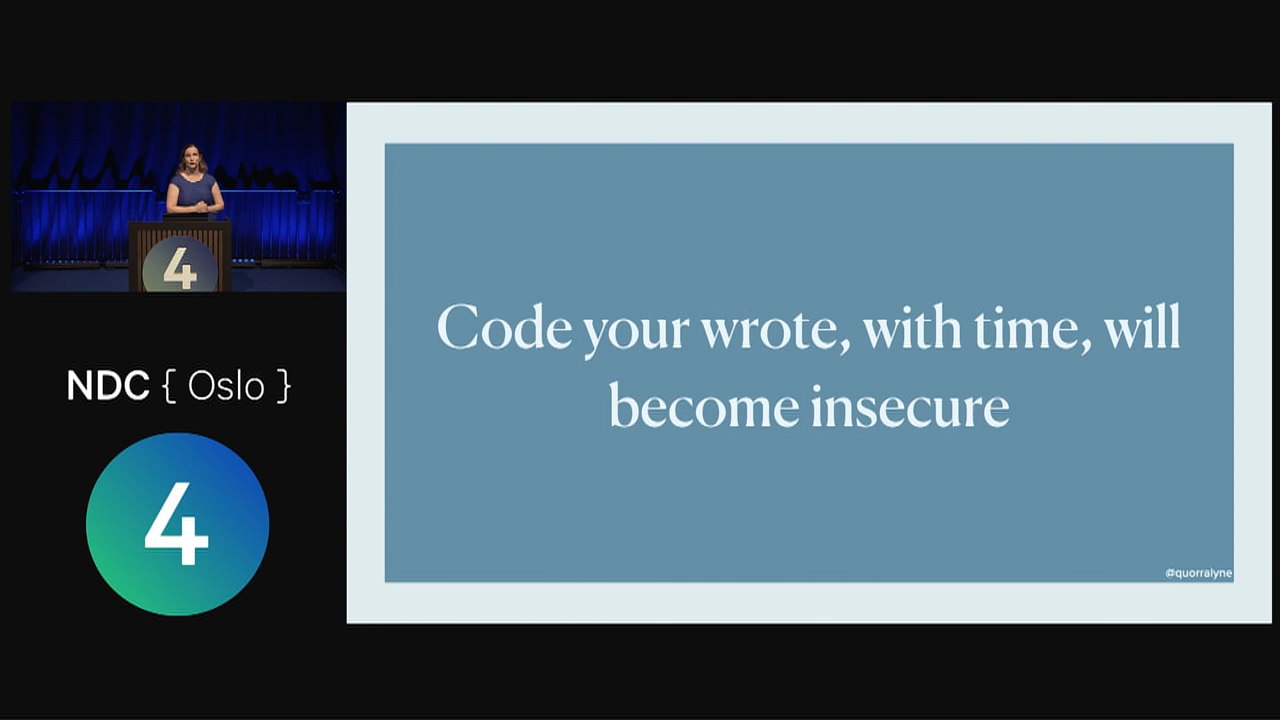 4
NDC { Oslo }
4
Code your wrote, with time, will
become insecure
@quorralyne